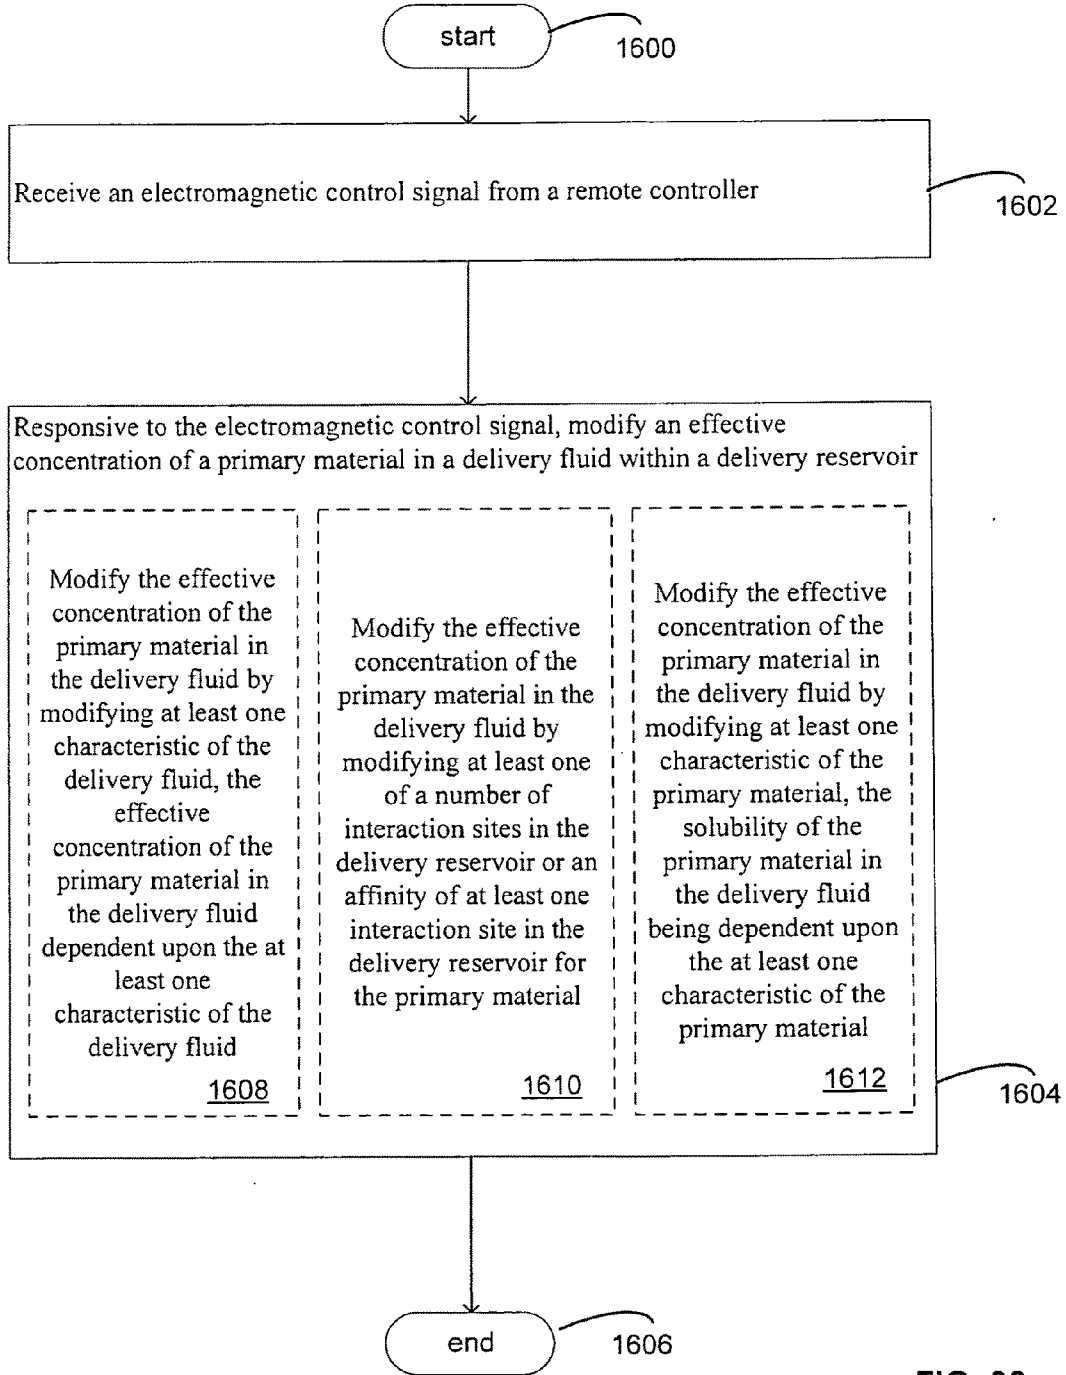 start
1600
Receive an electromagnetic control signal from a remote controller
1602
Responsive to the electromagnetic control signal, modify an effective
concentration of a primary material in a delivery fluid within a delivery reservoir
Modify the effective
concentration of the
primary material in
the delivery fluid by
modifying at least one
characteristic of the
delivery fluid, the
effective
concentration of the
primary material in
the delivery fluid
dependent upon the at
least one
characteristic of the
delivery fluid
1608
Modify the effective
concentration of the
primary material in the
delivery fluid by
modifying at least one
of a number of
interaction sites in the
delivery reservoir or an
affinity of at least one
interaction site in the
delivery reservoir for
the primary material
1610
Modify the effective
concentration of the
primary material in
the delivery fluid by
modifying at least one
characteristic of the
primary material, the
solubility of the
primary material in
the delivery fluid
being dependent upon
the at least one
characteristic of the
primary material
1612
1604
end
1606